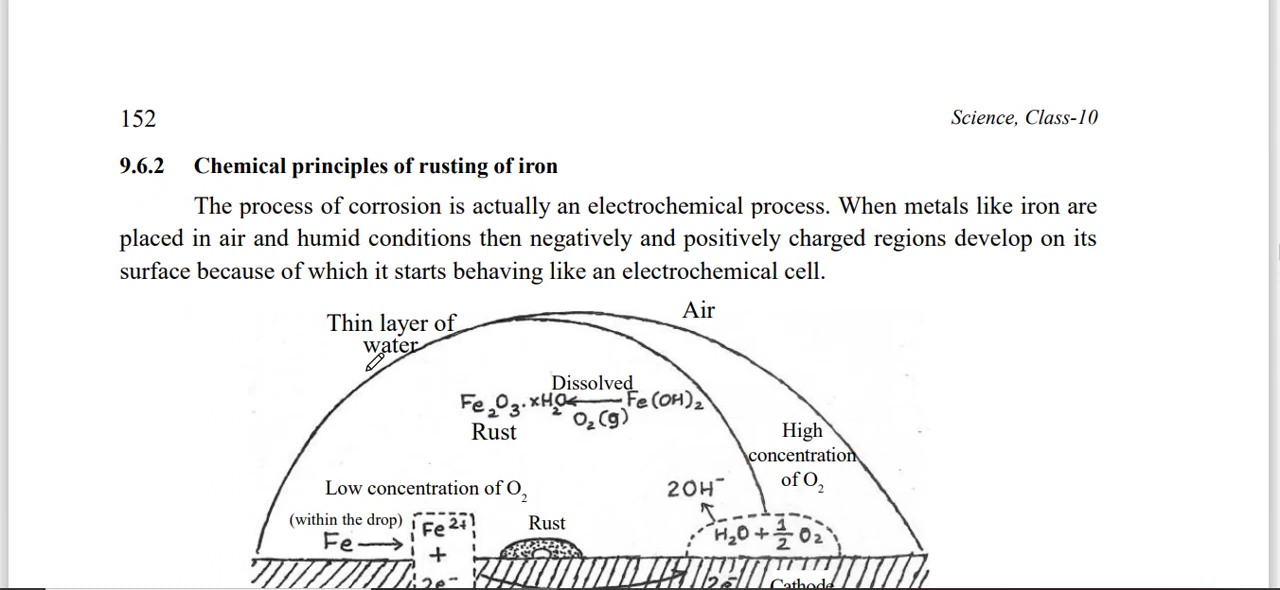 152
Science, Class-10
9.6.2 Chemical principles of rusting of iron
The process of corrosion is actually an electrochemical process. When metals like iron are
placed in air and humid conditions then negatively and positively charged regions develop on its
surface because of which it starts behaving like an electrochemical cell.
Air
Thin layer of
water
Dissolved
Fe₂O₃.xH₂O ← Fe(OH)₂
O₂(g)
Rust
High
concentration
of O₂
Low concentration of O₂
2OH⁻
(within the drop)
Fe → Fe²⁺
Rust
H₂O + 1/2 O₂
+
2e⁻
2e⁻
Cathode